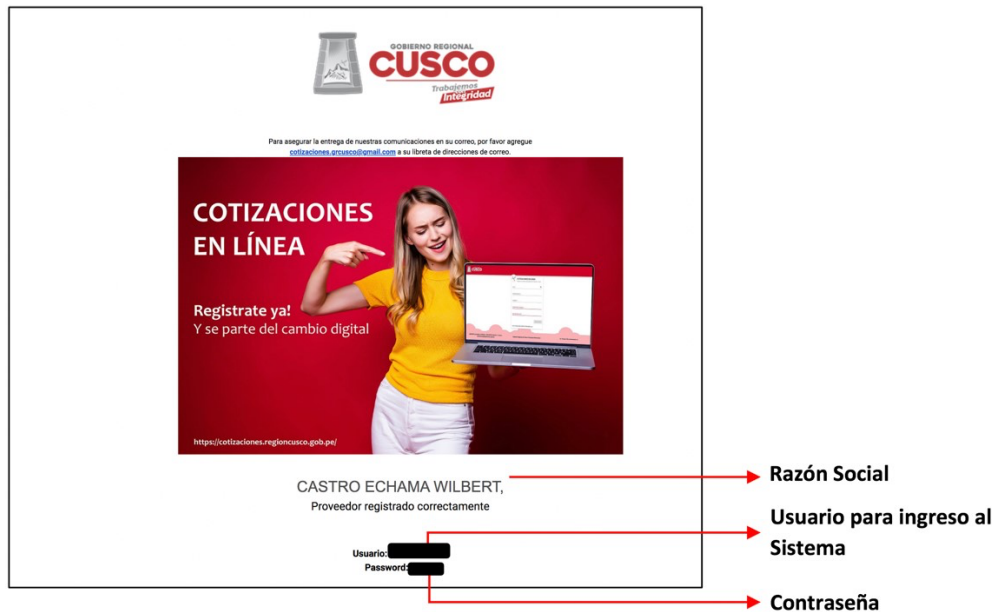 GOBIERNO REGIONAL
CUSCO
Trabajemos
con
Integridad
Para asegurar la entrega de nuestras comunicaciones en su correo, por favor agregue
cotizaciones.grcusco@gmail.com a su libreta de direcciones de correo.
COTIZACIONES
EN LÍNEA
Registrate ya!
Y se parte del cambio digital
https://cotizaciones.regioncusco.gob.pe/
CASTRO ECHAMA WILBERT,
Proveedor registrado correctamente
Usuario:
Password:
Razón Social
Usuario para ingreso al
Sistema
Contraseña